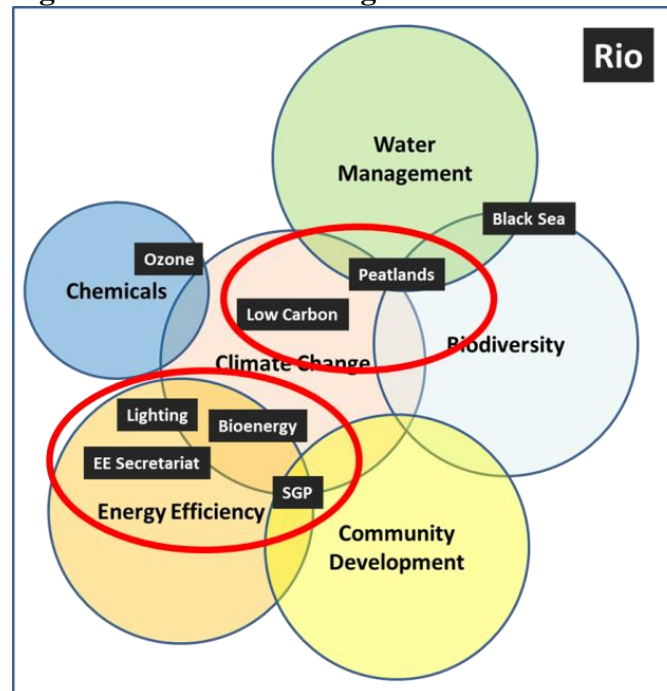 Rio
Water
Management
Black Sea
Ozone
Peatlands
Chemicals
Low Carbon
Biodiversity
Climate Change
Lighting
Bioenergy
EE Secretariat
SGP
Energy Efficiency
Community
Development